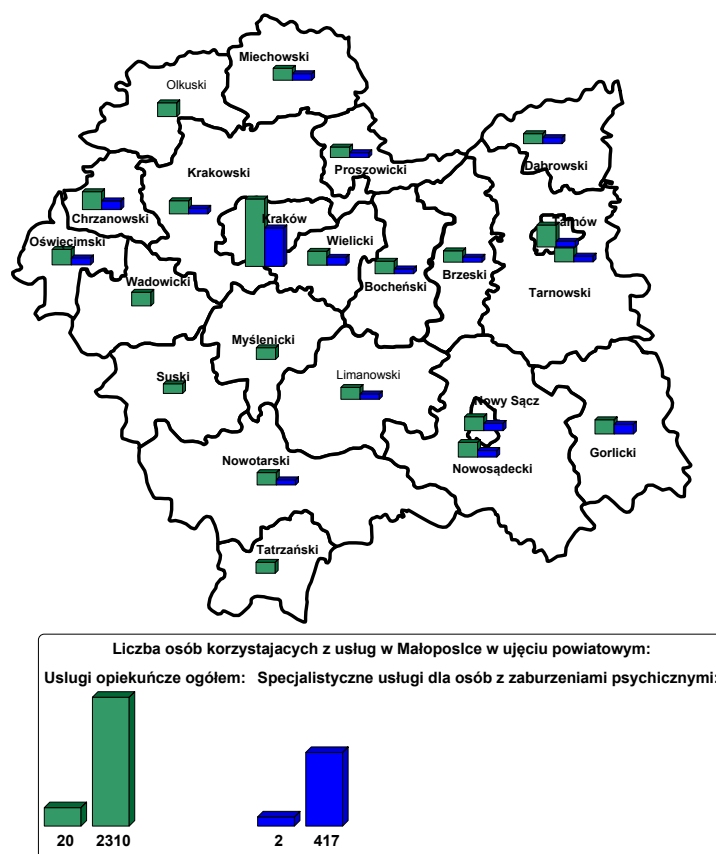 Miechowski
Olkuski
Proszowicki
Dąbrowski
Krakowski
Chrzanowski
Kraków
Tarnów
Oświęcimski
Wielicki
Wadowicki
Bocheński
Brzeski
Tarnowski
Myślenicki
Suski
Limanowski
Nowy Sącz
Nowosądecki
Gorlicki
Nowotarski
Tatrzański
Liczba osób korzystajacych z usług w Małoposlce w ujęciu powiatowym:
Uslugi opiekuńcze ogółem: Specjalistyczne usługi dla osób z zaburzeniami psychicznymi:
20 2310 2 417